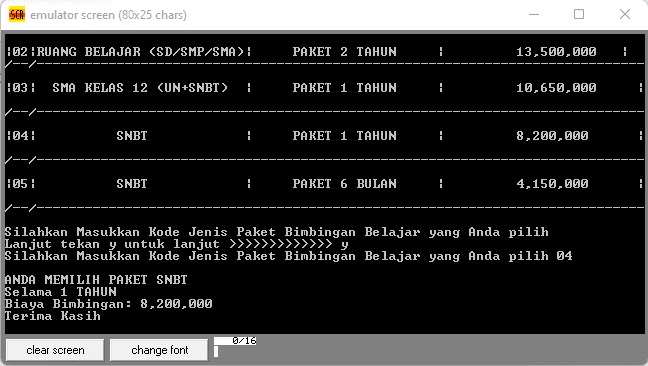 emulator screen (80x25 chars)
|02|RUANG BELAJAR (SD/SMP/SMA)| PAKET 2 TAHUN | 13,500,000 |
/--/--------------------------------------------------------------------------
|03| SMA KELAS 12 (UN+SNBT) | PAKET 1 TAHUN | 10,650,000 |
/--/--------------------------------------------------------------------------
|04| SNBT | PAKET 1 TAHUN | 8,200,000 |
/--/--------------------------------------------------------------------------
|05| SNBT | PAKET 6 BULAN | 4,150,000 |
/--/--------------------------------------------------------------------------
Silahkan Masukkan Kode Jenis Paket Bimbingan Belajar yang Anda pilih
Lanjut tekan y untuk lanjut >>>>>>>>>>>>> y
Silahkan Masukkan Kode Jenis Paket Bimbingan Belajar yang Anda pilih 04
ANDA MEMILIH PAKET SNBT
Selama 1 TAHUN
Biaya Bimbingan: 8,200,000
Terima Kasih
clear screen change font 0/16